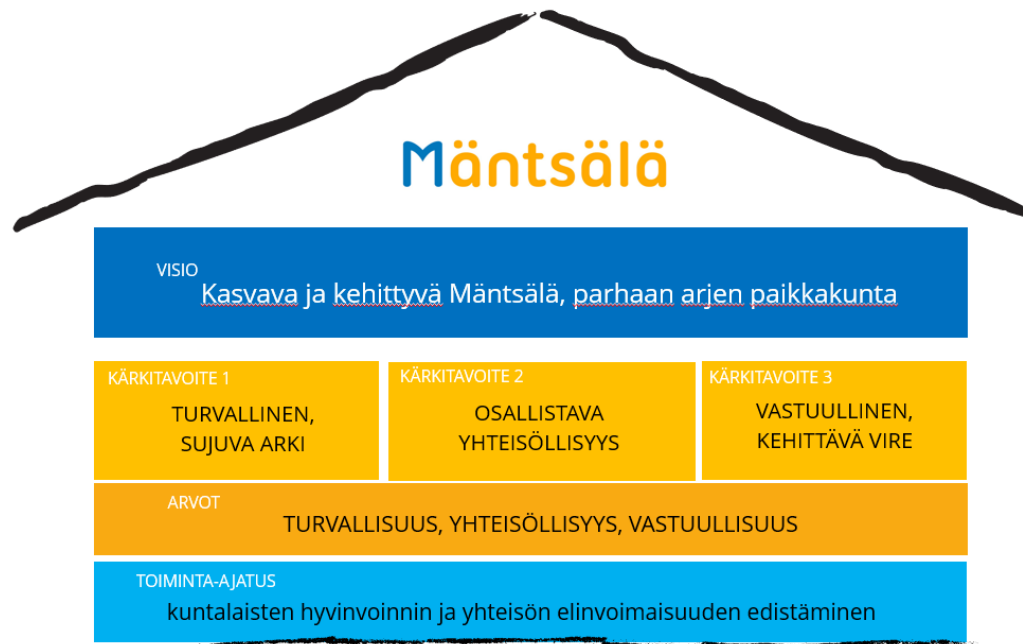 Mäntsälä
VISIO
Kasvava ja kehittyvä Mäntsälä, parhaan arjen paikkakunta
KÄRKITAVOITE 1
TURVALLINEN,
SUJUVA ARKI
KÄRKITAVOITE 2
OSALLISTAVA
YHTEISÖLLISYYS
KÄRKITAVOITE 3
VASTUULLINEN,
KEHITTÄVÄ VIRE
ARVOT
TURVALLISUUS, YHTEISÖLLISYYS, VASTUULLISUUS
TOIMINTA-AJATUS
kuntalaisten hyvinvoinnin ja yhteisön elinvoimaisuuden edistäminen